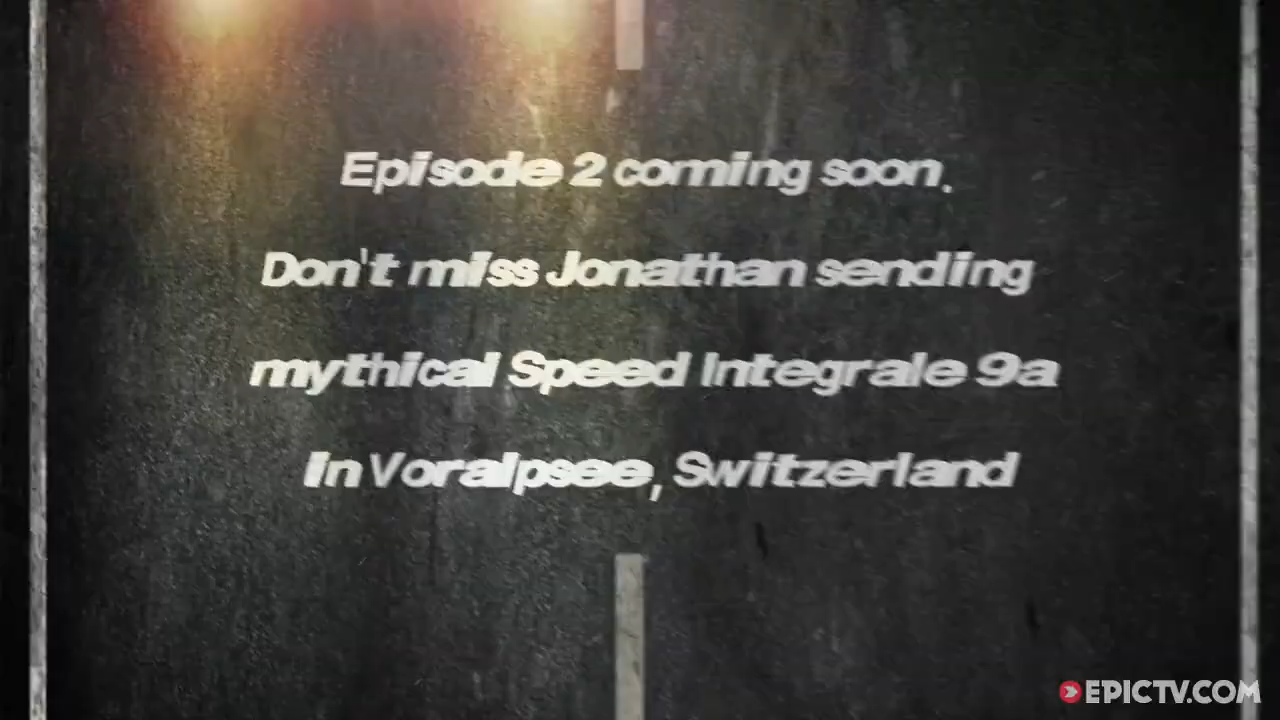 Episode 2 coming soon.
Don't miss Jonathan sending
mythical Speed Integrale 9a
in Voralpsee, Switzerland
EPICTV.COM